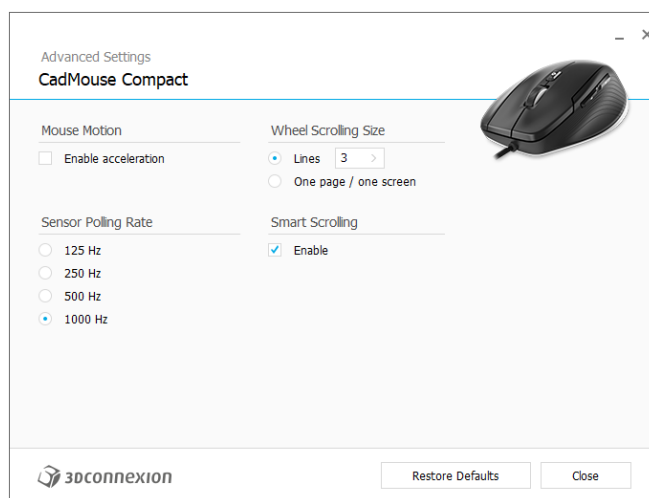 Advanced Settings
CadMouse Compact
Mouse Motion
Enable acceleration
Wheel Scrolling Size
Lines 3
One page / one screen
Sensor Polling Rate
125 Hz
250 Hz
500 Hz
1000 Hz
Smart Scrolling
Enable
3Dconnexion
Restore Defaults
Close